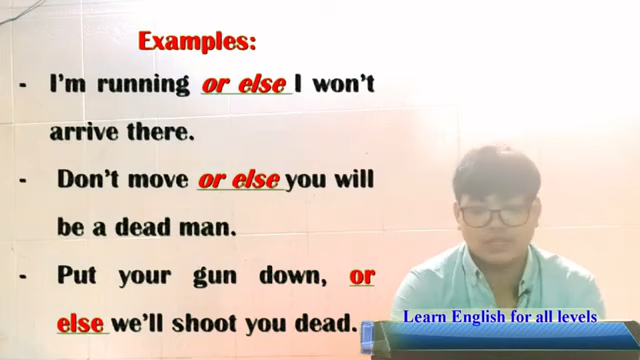 Examples:
- I'm running or else I won't
arrive there.
- Don't move or else you will
be a dead man.
- Put your gun down, or
else we'll shoot you dead.
Learn English for all levels